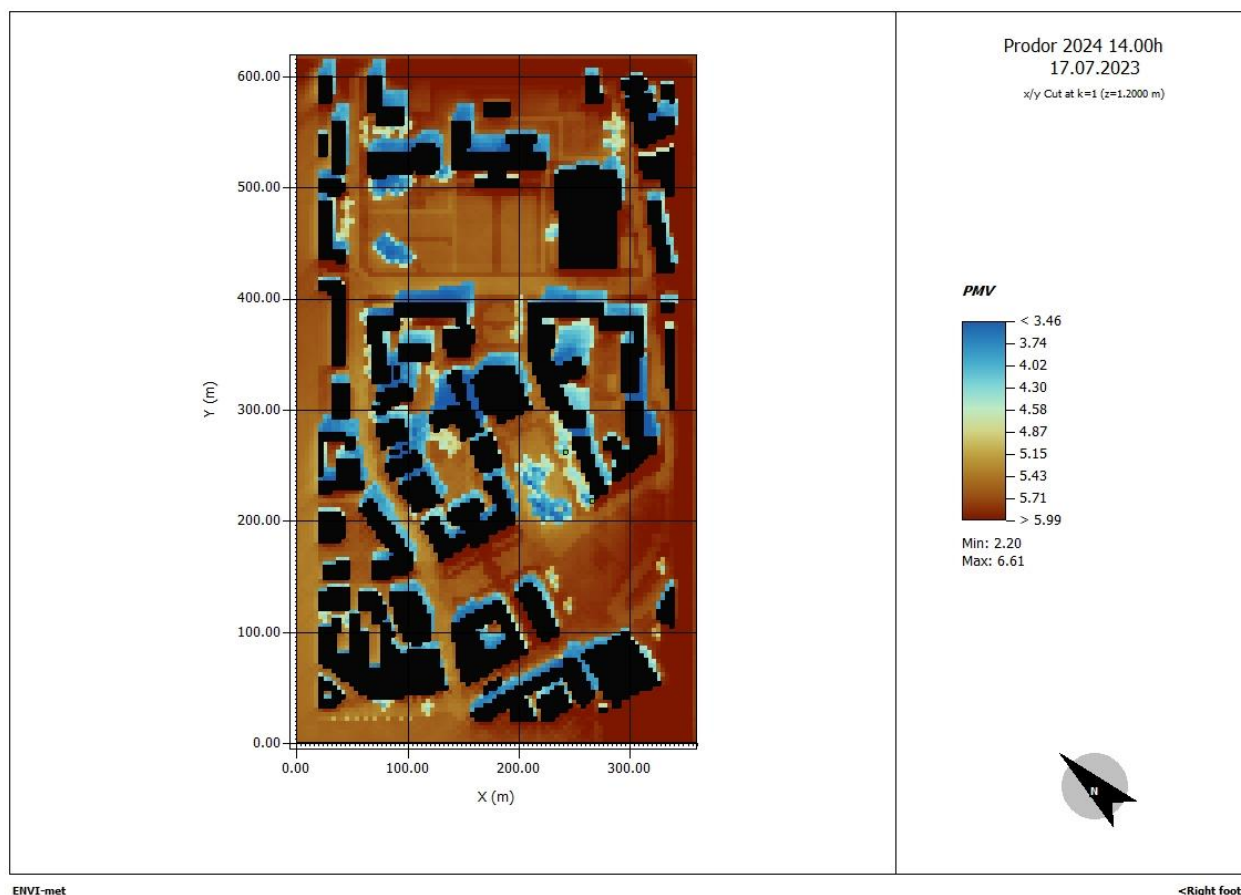 Prodor 2024 14.00h
17.07.2023
x/y Cut at k=1 (z=1.2000 m)
600.00
500.00
400.00
300.00
200.00
100.00
0.00
Y (m)
0.00 100.00 200.00 300.00
X (m)
PMV
< 3.46
3.74
4.02
4.30
4.58
4.87
5.15
5.43
5.71
> 5.99
Min: 2.20
Max: 6.61
N
ENVI-met
<Right foot